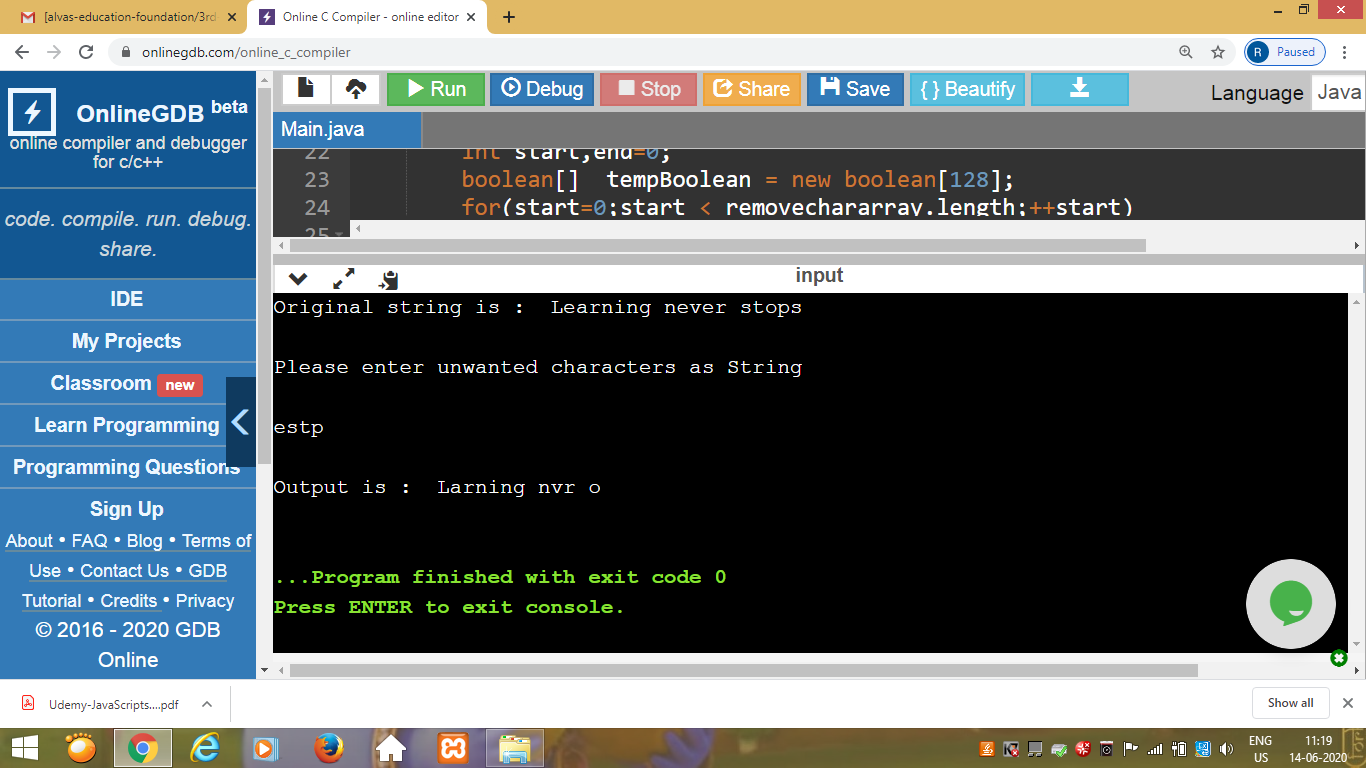 [alvas-education-foundation/3rd
Online C Compiler - online editor
onlinegdb.com/online_c_compiler
R Paused
OnlineGDB beta
online compiler and debugger
for c/c++
code. compile. run. debug.
share.
IDE
My Projects
Classroom new
Learn Programming
Programming Questions
Sign Up
About • FAQ • Blog • Terms of
Use • Contact Us • GDB
Tutorial • Credits • Privacy
© 2016 - 2020 GDB
Online
Run
Debug
Stop
Share
Save
{ } Beautify
Language Java
Main.java
22 int start,end=0;
23 boolean[] tempBoolean = new boolean[128];
24 for(start=0;start < removechararray.length;++start)
25
input
Original string is :  Learning never stops
Please enter unwanted characters as String
estp
Output is :  Larning nvr o
...Program finished with exit code 0
Press ENTER to exit console.
Udemy-JavaScripts....pdf
Show all
ENG
US
11:19
14-06-2020